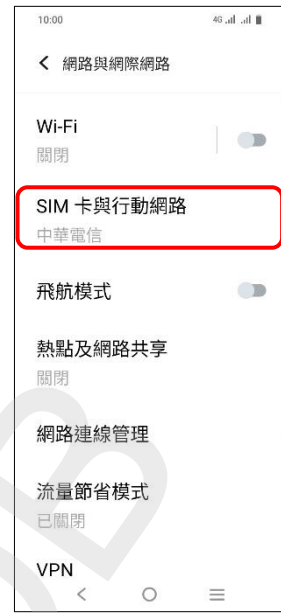 10:00 4G
網路與網際網路
Wi-Fi
關閉
SIM 卡與行動網路
中華電信
飛航模式
熱點及網路共享
關閉
網路連線管理
流量節省模式
已關閉
VPN